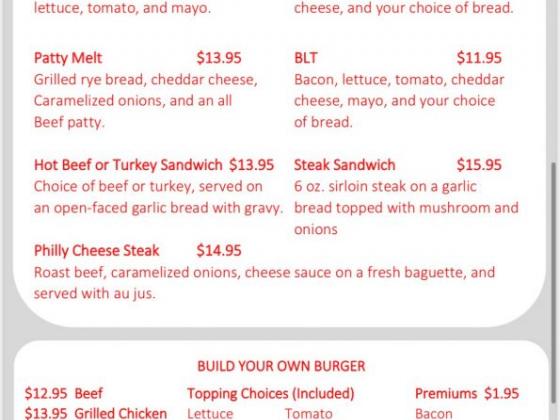 lettuce, tomato, and mayo.
cheese, and your choice of bread.
Patty Melt $13.95
Grilled rye bread, cheddar cheese,
Caramelized onions, and an all
Beef patty.
BLT $11.95
Bacon, lettuce, tomato, cheddar
cheese, mayo, and your choice
of bread.
Hot Beef or Turkey Sandwich $13.95
Choice of beef or turkey, served on
an open-faced garlic bread with gravy.
Steak Sandwich $15.95
6 oz. sirloin steak on a garlic
bread topped with mushroom and
onions
Philly Cheese Steak $14.95
Roast beef, caramelized onions, cheese sauce on a fresh baguette, and
served with au jus.
BUILD YOUR OWN BURGER
$12.95 Beef Topping Choices (Included) Premiums $1.95
$13.95 Grilled Chicken Lettuce Tomato Bacon